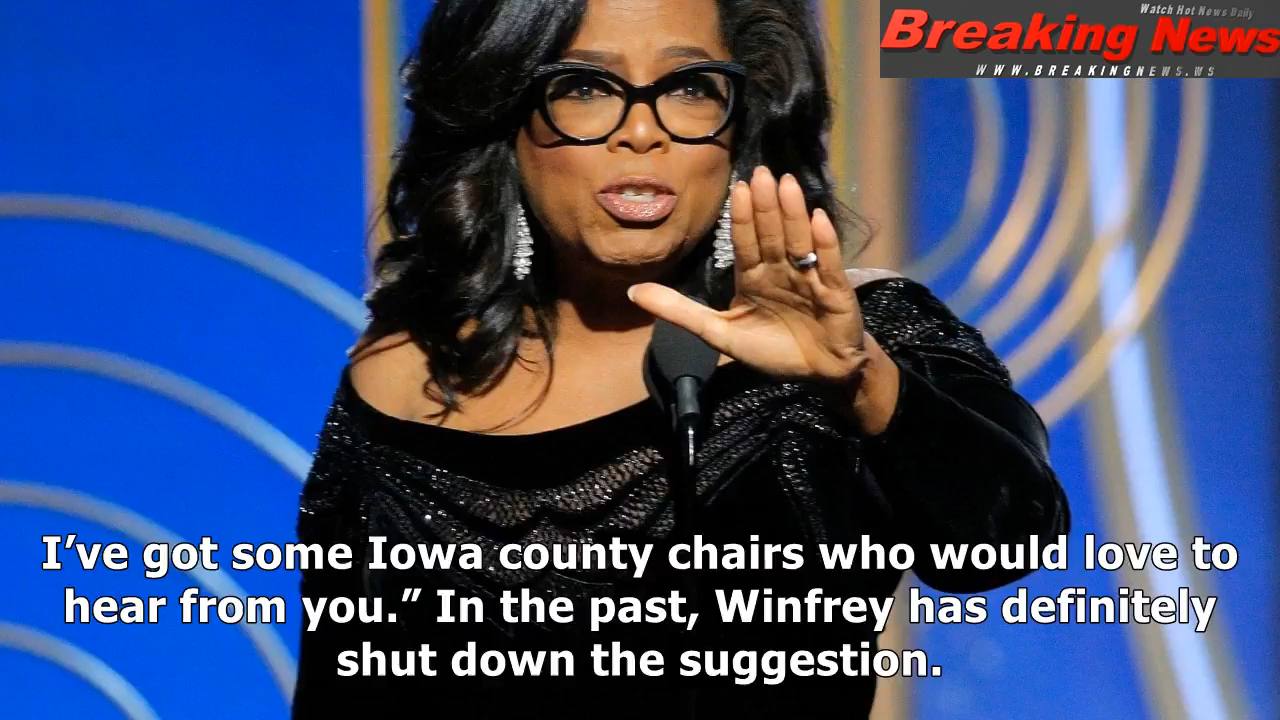 Watch Hot News Daily
Breaking News
WWW.BREAKINGNEWS.WS
I’ve got some Iowa county chairs who would love to
hear from you.” In the past, Winfrey has definitely
shut down the suggestion.